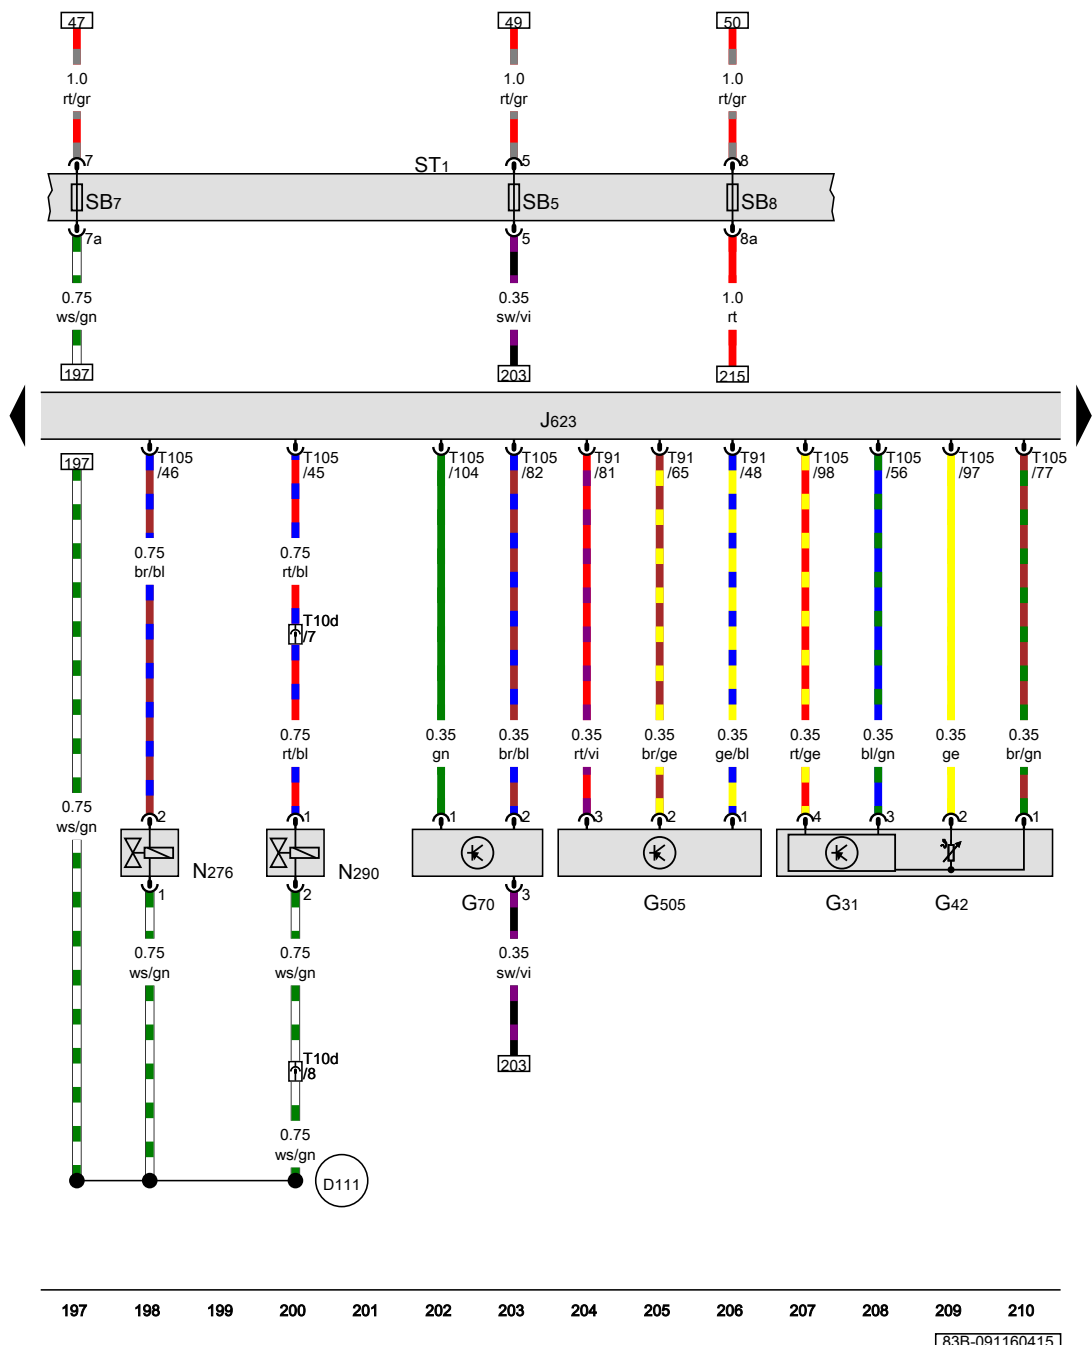 47 49 50
1.0 1.0 1.0
rt/gr rt/gr rt/gr
7 ST1 5 8
SB7 SB5 SB8
7a 5 8a
0.75 0.35 1.0
ws/gn sw/vi rt
197 203 215
J623
197 T105 T105 T105 T105 T91 T91 T91 T105 T105 T105 T105
/46 /45 /104 /82 /81 /65 /48 /98 /56 /97 /77
0.75 0.75
br/bl rt/bl
T10d
/7
0.75 0.35 0.35 0.35 0.35 0.35 0.35 0.35 0.35 0.35
rt/bl gn br/bl rt/vi br/ge ge/bl rt/ge bl/gn ge br/gn
0.75
ws/gn
2 1 1 2 3 2 1 4 3 2 1
N276 N290
1 2 3
G70 G505 G31 G42
0.75 0.75 0.35
ws/gn ws/gn sw/vi
T10d
/8
203
0.75
ws/gn
D111
197 198 199 200 201 202 203 204 205 206 207 208 209 210
83B-091160415